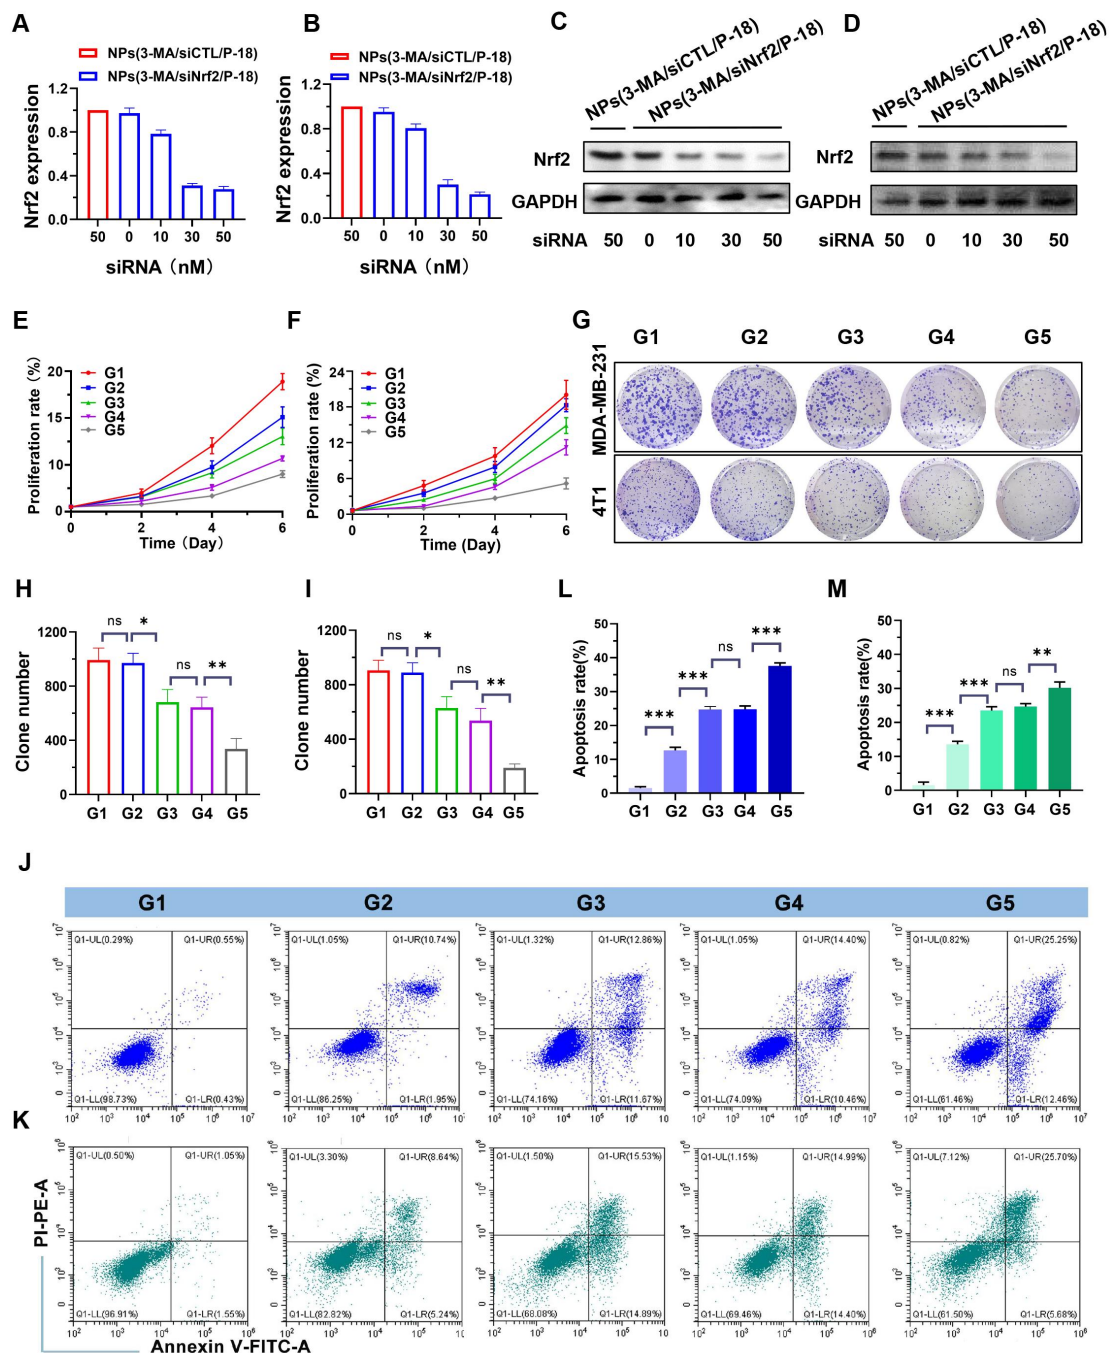 A
NPs(3-MA/siCTL/P-18)
NPs(3-MA/siNrf2/P-18)
Nrf2 expression
1.2
0.8
0.4
0.0
50 0 10 30 50
siRNA（nM）
B
NPs(3-MA/siCTL/P-18)
NPs(3-MA/siNrf2/P-18)
Nrf2 expression
1.2
0.8
0.4
0.0
50 0 10 30 50
siRNA（nM）
C
NPs(3-MA/siCTL/P-18)
NPs(3-MA/siNrf2/P-18)
Nrf2
GAPDH
siRNA 50 0 10 30 50
D
NPs(3-MA/siCTL/P-18)
NPs(3-MA/siNrf2/P-18)
Nrf2
GAPDH
siRNA 50 0 10 30 50
E
Proliferation rate（%）
20
15
10
5
0
G1
G2
G3
G4
G5
0 2 4 6
Time（Day）
F
Proliferation rate (%)
24
18
12
6
0
G1
G2
G3
G4
G5
0 2 4 6
Time (Day)
G
G1 G2 G3 G4 G5
MDA-MB-231
4T1
H
Clone number
1200
800
400
0
ns * ns **
G1 G2 G3 G4 G5
I
Clone number
1200
800
400
0
ns * ns **
G1 G2 G3 G4 G5
L
Apoptosis rate(%)
50
40
30
20
10
0
*** *** ns ***
G1 G2 G3 G4 G5
M
Apoptosis rate(%)
50
40
30
20
10
0
*** *** ns **
G1 G2 G3 G4 G5
J
G1 G2 G3 G4 G5
Q1-UL(0.29%) Q1-UR(0.55%)
Q1-LL(98.73%) Q1-LR(0.43%)
Q1-UL(1.05%) Q1-UR(10.74%)
Q1-LL(86.25%) Q1-LR(1.95%)
Q1-UL(1.32%) Q1-UR(12.86%)
Q1-LL(74.16%) Q1-LR(11.67%)
Q1-UL(1.05%) Q1-UR(14.40%)
Q1-LL(74.09%) Q1-LR(10.46%)
Q1-UL(0.82%) Q1-UR(25.25%)
Q1-LL(61.46%) Q1-LR(12.46%)
K
Q1-UL(0.50%) Q1-UR(1.05%)
Q1-LL(96.91%) Q1-LR(1.55%)
Q1-UL(3.30%) Q1-UR(8.64%)
Q1-LL(82.82%) Q1-LR(5.24%)
Q1-UL(1.50%) Q1-UR(15.53%)
Q1-LL(68.08%) Q1-LR(14.89%)
Q1-UL(1.15%) Q1-UR(14.99%)
Q1-LL(69.46%) Q1-LR(14.40%)
Q1-UL(7.12%) Q1-UR(25.70%)
Q1-LL(61.50%) Q1-LR(5.68%)
PI-PE-A
Annexin V-FITC-A